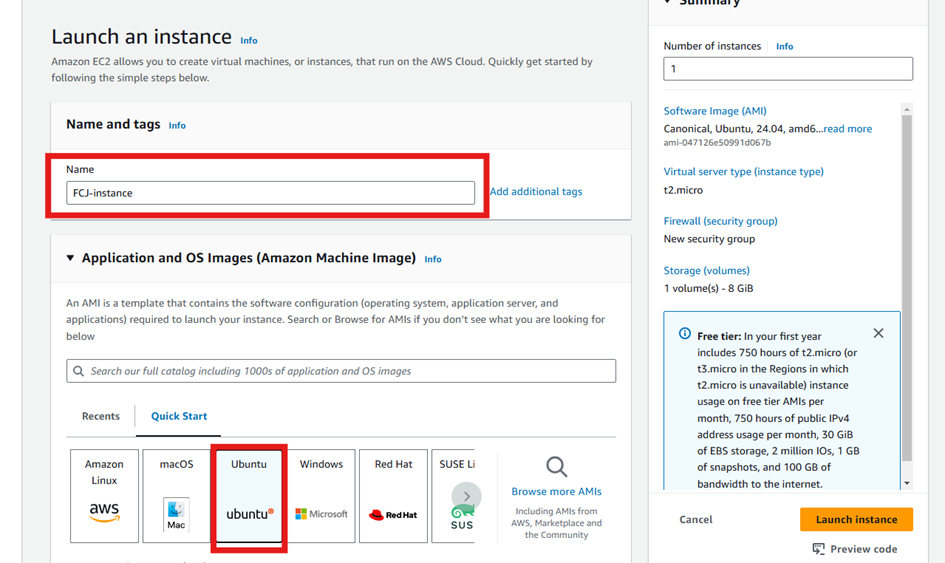 Launch an instance Info
Amazon EC2 allows you to create virtual machines, or instances, that run on the AWS Cloud. Quickly get started by
following the simple steps below.
Name and tags Info
Name
FCJ-instance
Add additional tags
Application and OS Images (Amazon Machine Image) Info
An AMI is a template that contains the software configuration (operating system, application server, and
applications) required to launch your instance. Search or Browse for AMIs if you don't see what you are looking for
below
Search our full catalog including 1000s of application and OS images
Recents
Quick Start
Amazon
Linux
aws
macOS
Mac
Ubuntu
ubuntu®
Windows
Microsoft
Red Hat
Red Hat
SUSE Li
SUS
Browse more AMIs
Including AMIs from
AWS, Marketplace and
the Community
Summary
Number of instances Info
1
Software Image (AMI)
Canonical, Ubuntu, 24.04, amd6...read more
ami-047126e50991d067b
Virtual server type (instance type)
t2.micro
Firewall (security group)
New security group
Storage (volumes)
1 volume(s) - 8 GiB
Free tier: In your first year
includes 750 hours of t2.micro (or
t3.micro in the Regions in which
t2.micro is unavailable) instance
usage on free tier AMIs per
month, 750 hours of public IPv4
address usage per month, 30 GiB
of EBS storage, 2 million IOs, 1 GB
of snapshots, and 100 GB of
bandwidth to the internet.
Cancel
Launch instance
Preview code